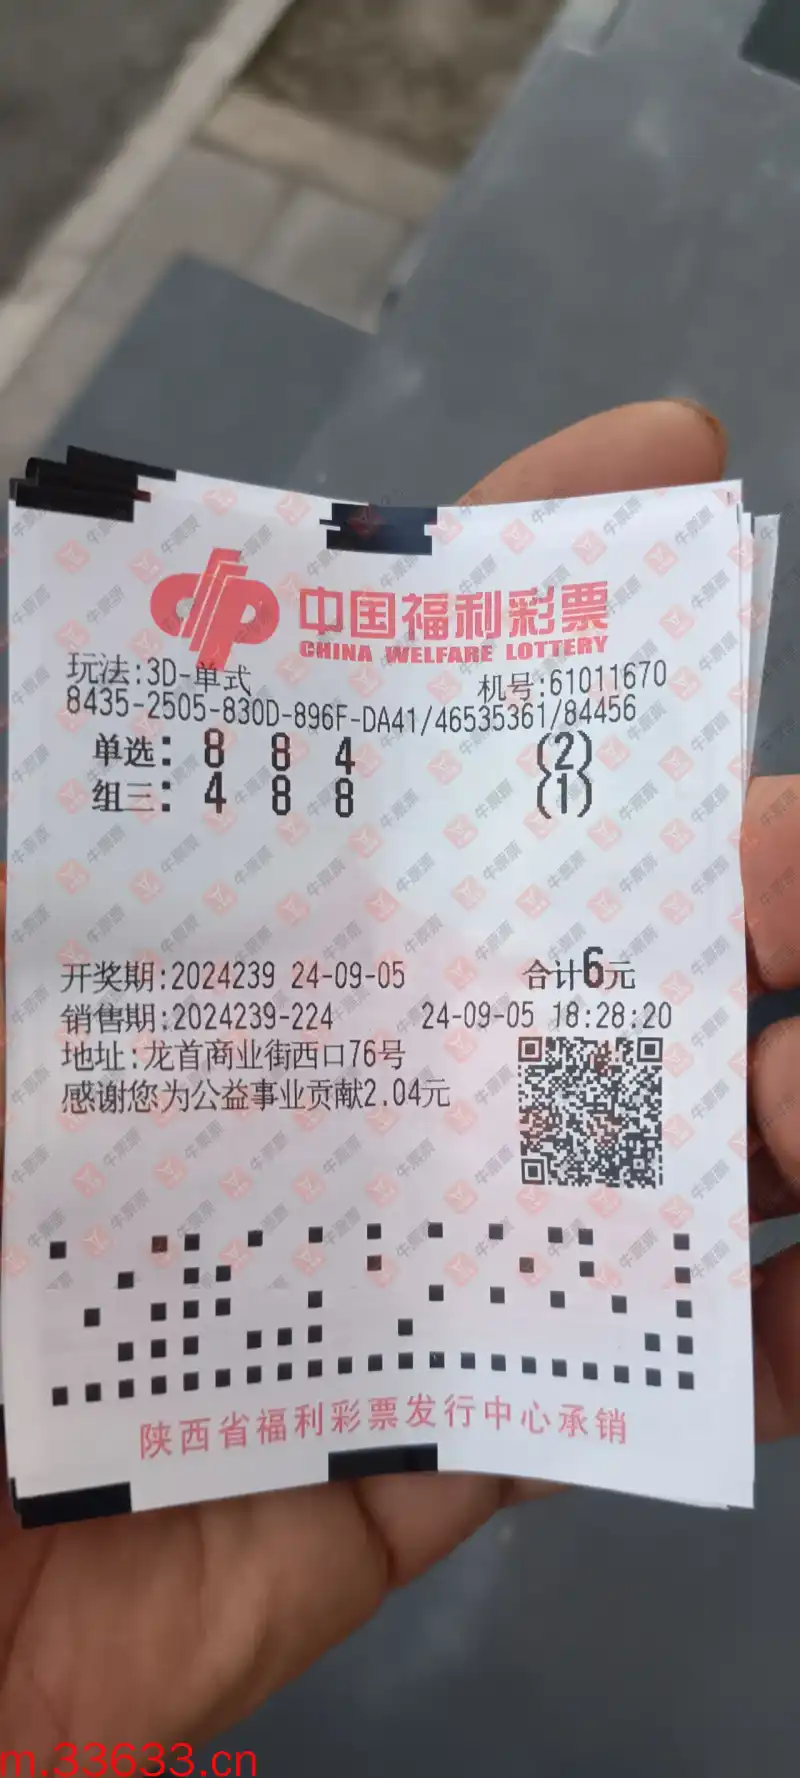 中国福利彩票
CHINA WELFARE LOTTERY
玩法:3D-单式 机号:61011670
8435-2505-830D-896F-DA41/46535361/84456
单选: 8 8 4 (2)
组三: 4 8 8 (1)
开奖期:2024239 24-09-05 合计6元
销售期:2024239-224 24-09-05 18:28:20
地址:龙首商业街西口76号
感谢您为公益事业贡献2.04元
陕西省福利彩票发行中心承销
m.33633.cn